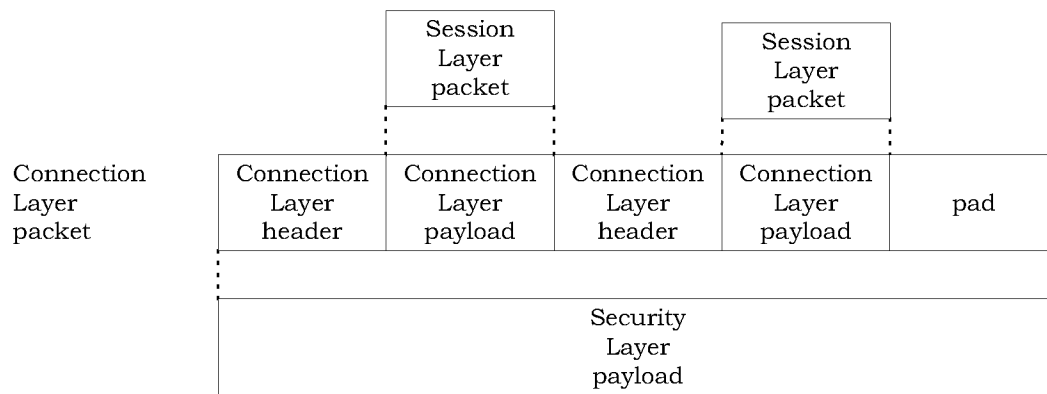 Session
Layer
packet
Session
Layer
packet
Connection
Layer
packet
Connection
Layer
header
Connection
Layer
payload
Connection
Layer
header
Connection
Layer
payload
pad
Security
Layer
payload